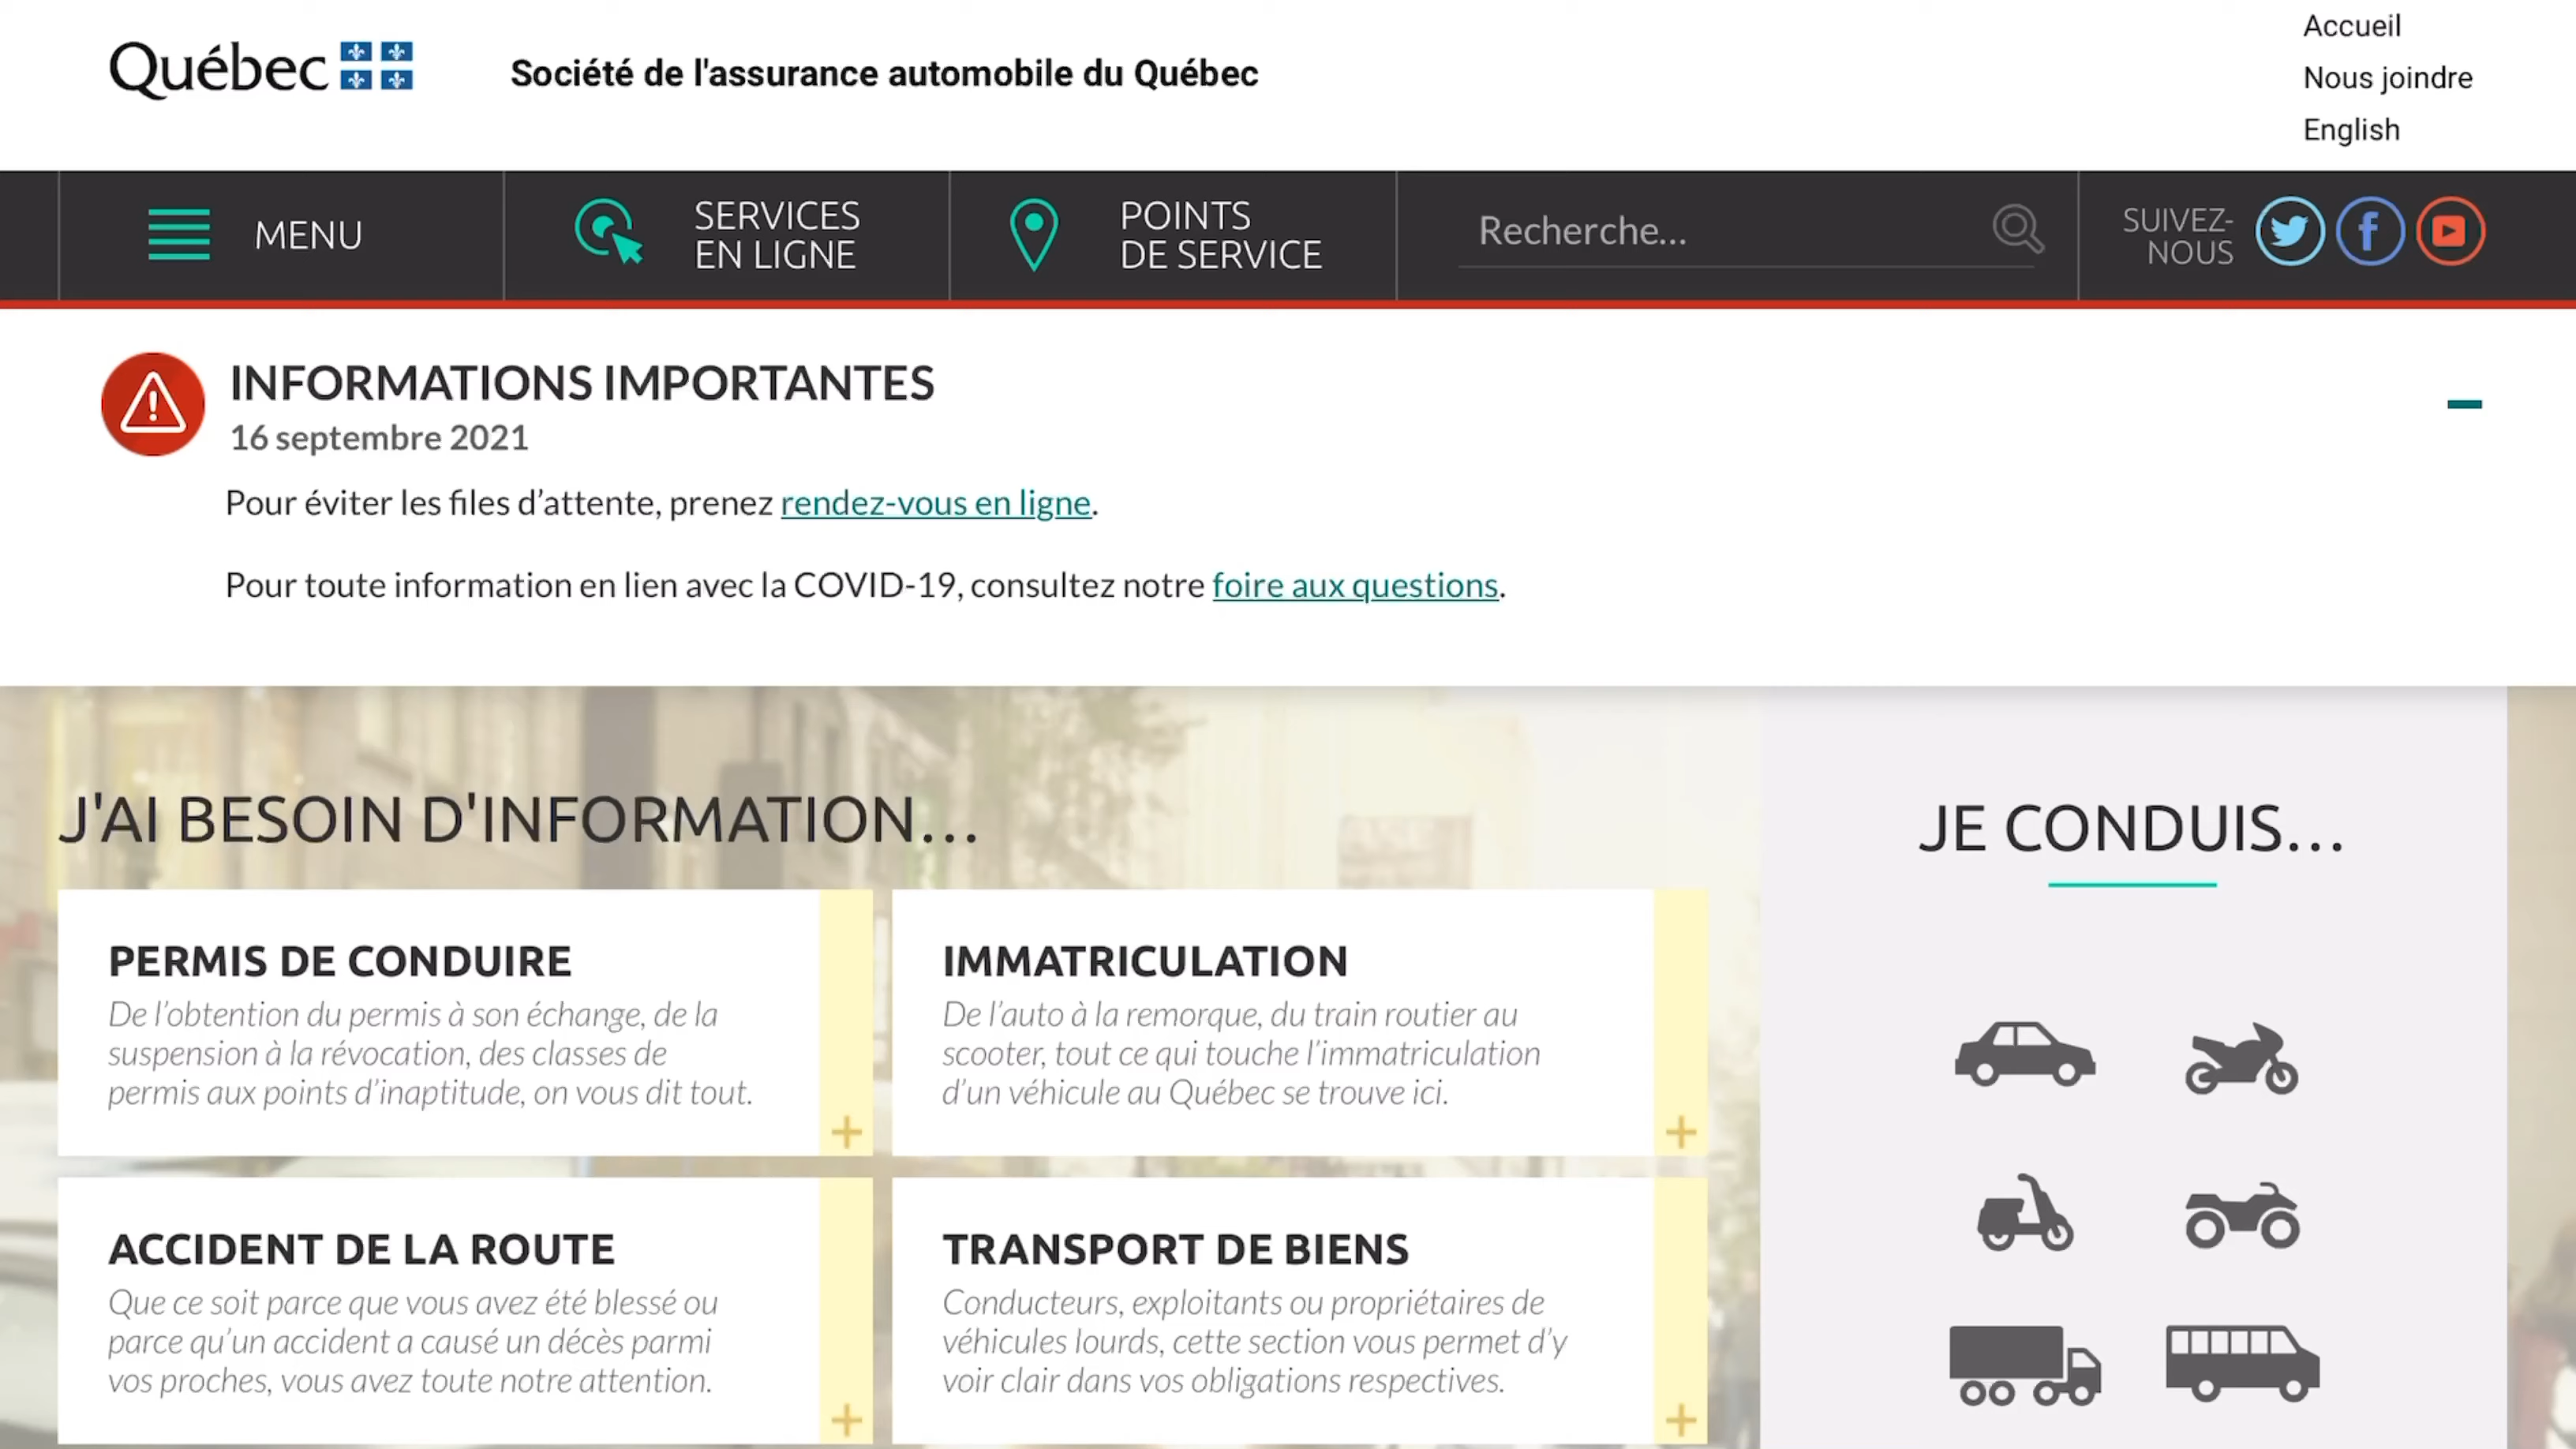 Québec
Société de l'assurance automobile du Québec
Accueil
Nous joindre
English
MENU
SERVICES
EN LIGNE
POINTS
DE SERVICE
Recherche...
SUIVEZ-
NOUS
INFORMATIONS IMPORTANTES
16 septembre 2021
Pour éviter les files d’attente, prenez rendez-vous en ligne.
Pour toute information en lien avec la COVID-19, consultez notre foire aux questions.
J'AI BESOIN D'INFORMATION...
PERMIS DE CONDUIRE
De l’obtention du permis à son échange, de la
suspension à la révocation, des classes de
permis aux points d’inaptitude, on vous dit tout.
IMMATRICULATION
De l’auto à la remorque, du train routier au
scooter, tout ce qui touche l’immatriculation
d’un véhicule au Québec se trouve ici.
ACCIDENT DE LA ROUTE
Que ce soit parce que vous avez été blessé ou
parce qu’un accident a causé un décès parmi
vos proches, vous avez toute notre attention.
TRANSPORT DE BIENS
Conducteurs, exploitants ou propriétaires de
véhicules lourds, cette section vous permet d’y
voir clair dans vos obligations respectives.
JE CONDUIS...